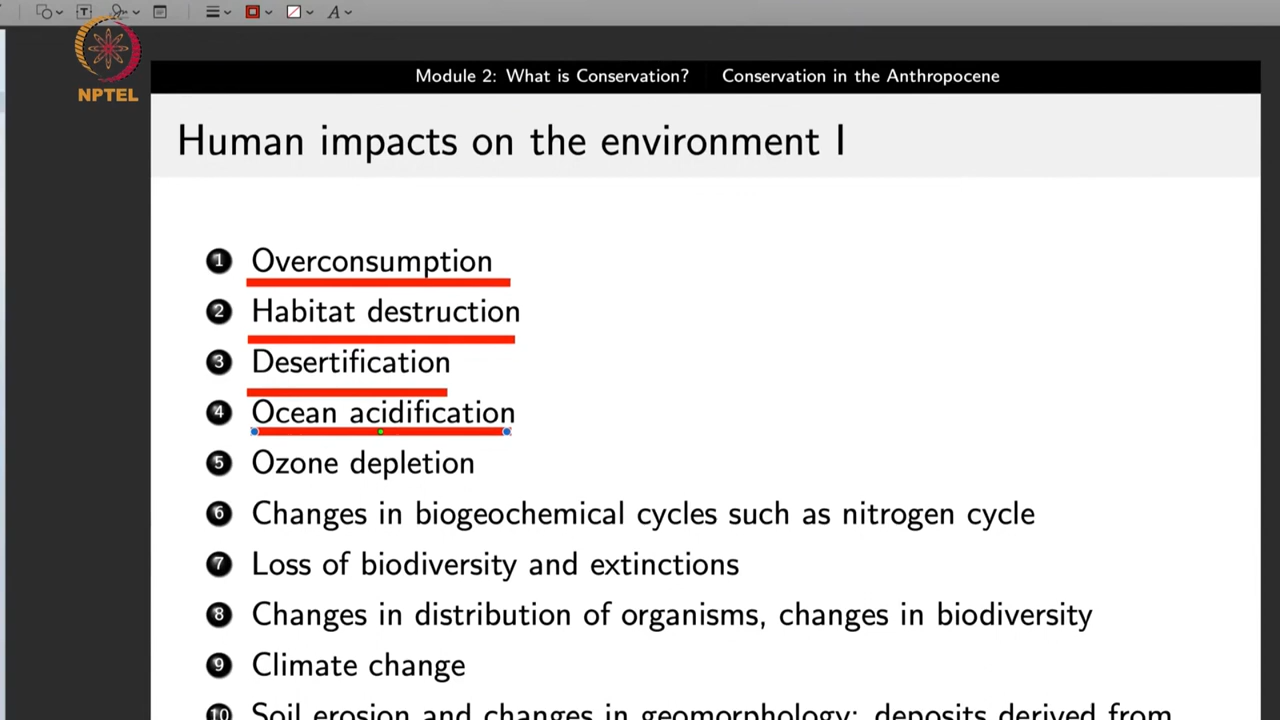 NPTEL
Module 2: What is Conservation? Conservation in the Anthropocene
Human impacts on the environment I
1 Overconsumption
2 Habitat destruction
3 Desertification
4 Ocean acidification
5 Ozone depletion
6 Changes in biogeochemical cycles such as nitrogen cycle
7 Loss of biodiversity and extinctions
8 Changes in distribution of organisms, changes in biodiversity
9 Climate change
10 Soil erosion and changes in geomorphology; deposits derived from